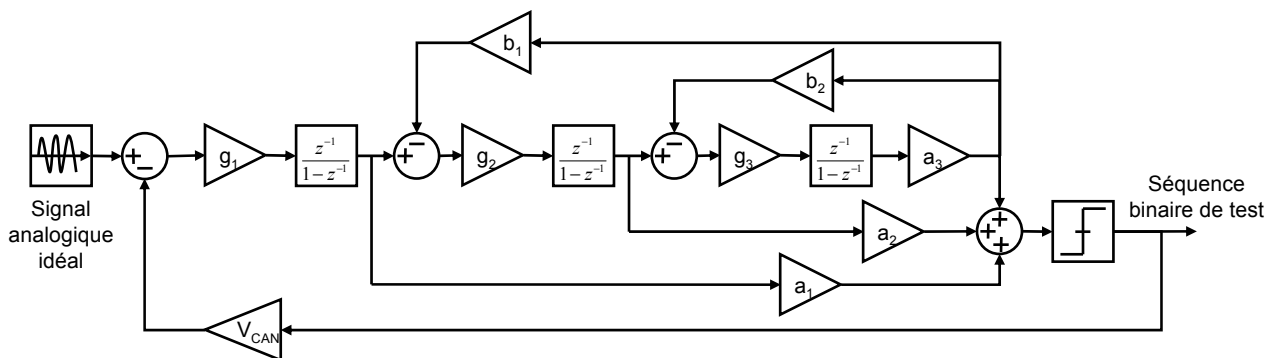 b₁
b₂
g₁
z⁻¹
1 − z⁻¹
g₂
z⁻¹
1 − z⁻¹
g₃
z⁻¹
1 − z⁻¹
a₃
+
−
+
−
+
−
+
+
+
Signal
analogique
idéal
a₂
a₁
V_CAN
Séquence
binaire de test